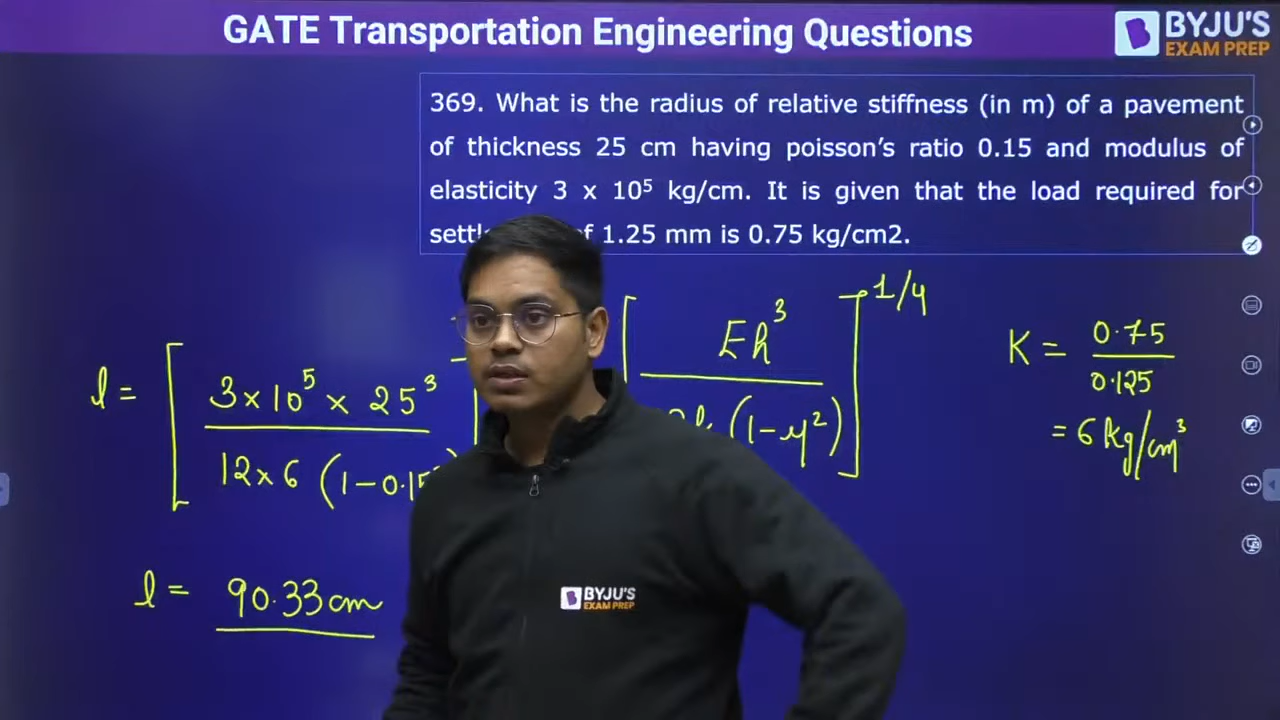 GATE Transportation Engineering Questions
BYJU'S
EXAM PREP
369. What is the radius of relative stiffness (in m) of a pavement
of thickness 25 cm having poisson's ratio 0.15 and modulus of
elasticity 3 x 10⁵ kg/cm. It is given that the load required for
of 1.25 mm is 0.75 kg/cm2.
[Eh³ / (1-μ²)]^1/4
K = 0.75 / 0.125
= 6 kg/cm³
l = [3×10⁵ × 25³ / 12×6 (1-0.15
l = 90.33cm
BYJU'S
EXAM PREP